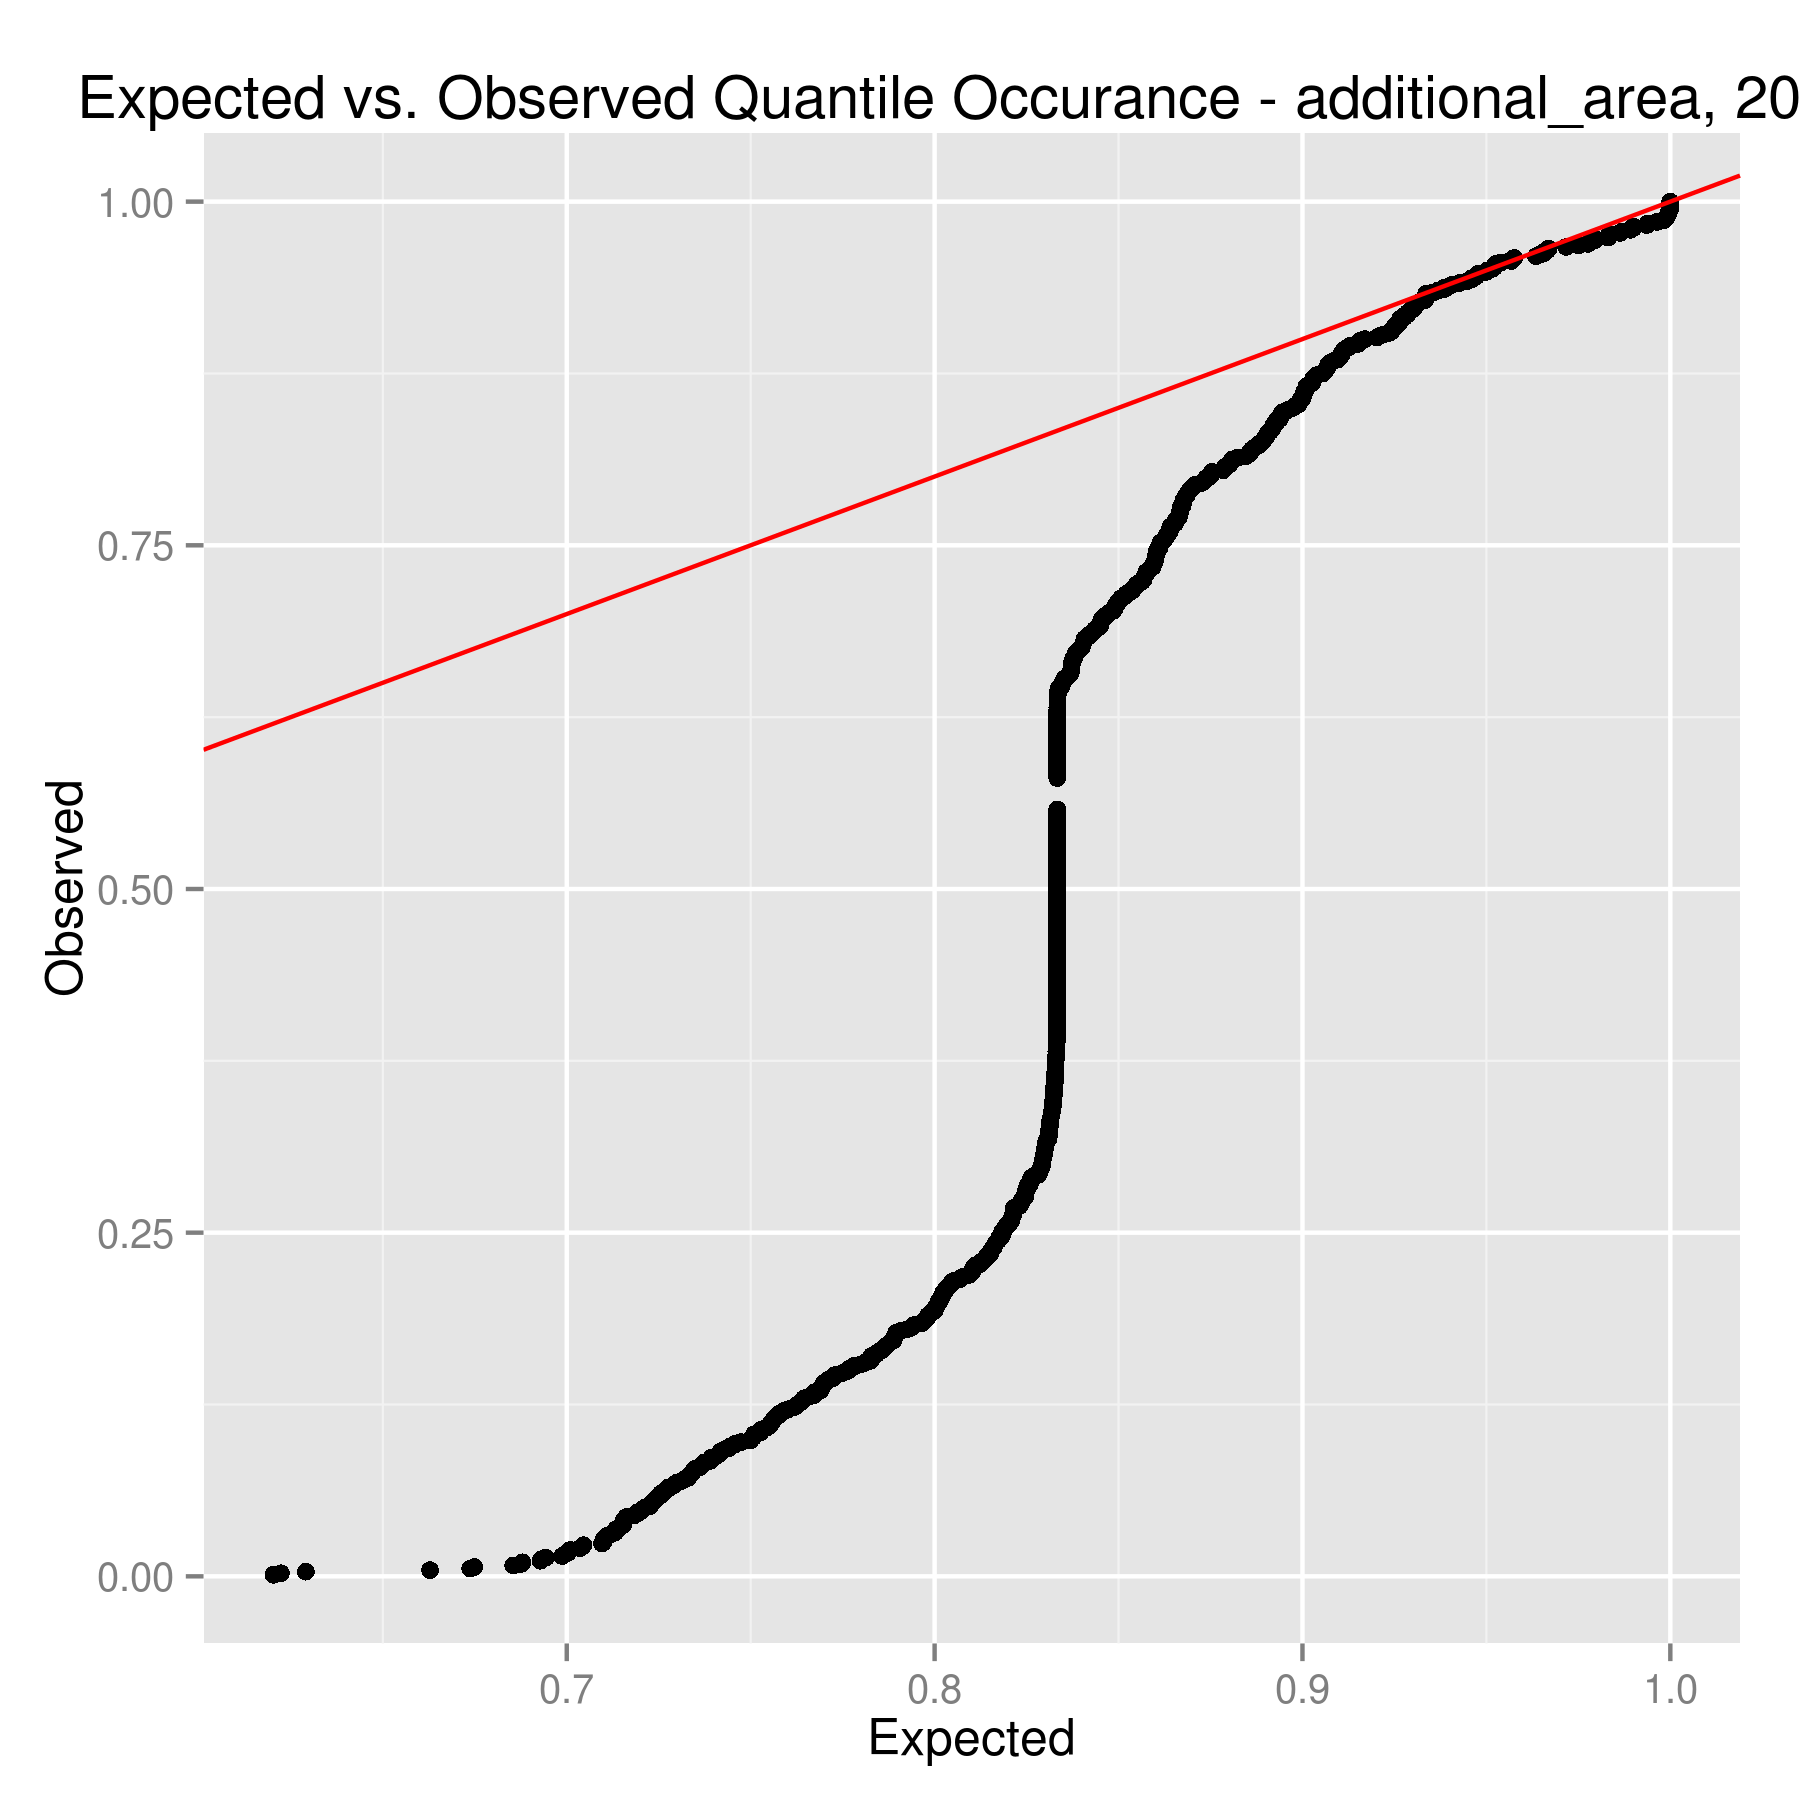 Expected vs. Observed Quantile Occurance - additional_area, 20
1.00
0.75
0.50
0.25
0.00
Observed
0.7 0.8 0.9 1.0
Expected